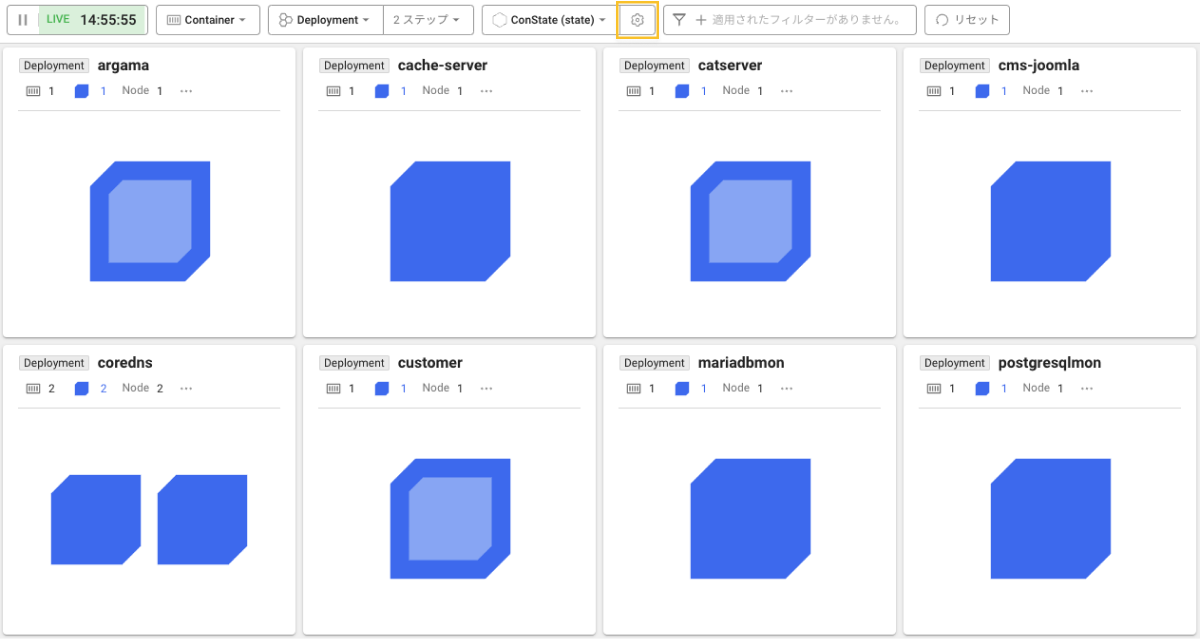 LIVE 14:55:55 Container Deployment 2 ステップ ConState (state) 適用されたフィルターがありません。 リセット
Deployment argama
1 1 Node 1 ...
Deployment cache-server
1 1 Node 1 ...
Deployment catserver
1 1 Node 1 ...
Deployment cms-joomla
1 1 Node 1 ...
Deployment coredns
2 2 Node 2 ...
Deployment customer
1 1 Node 1 ...
Deployment mariadbmon
1 1 Node 1 ...
Deployment postgresqlmon
1 1 Node 1 ...